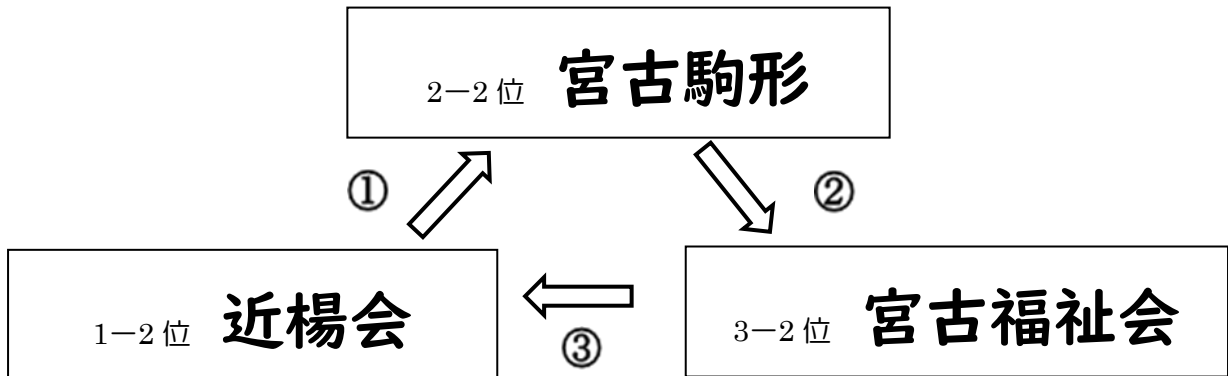 2－2 位 宮古駒形
①
②
1－2 位 近楊会
③
3－2 位 宮古福祉会